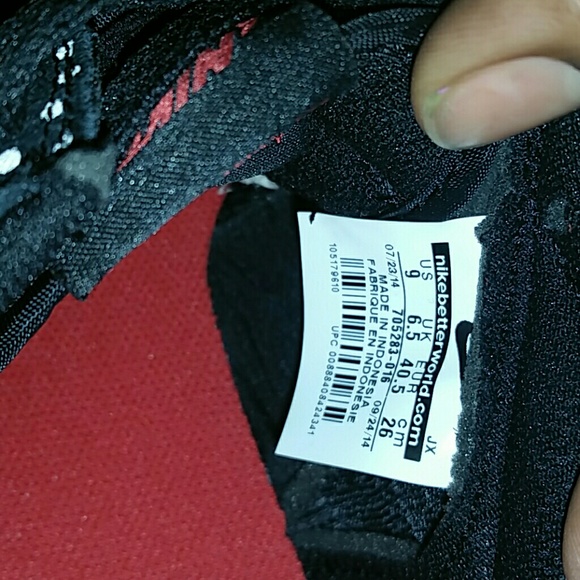 nikebetterworld.com
JX
US UK EUR cm
9 6.5 40.5 26
07/23/14 705283-016 09/24/14
MADE IN INDONESIA
FABRIQUE EN INDONESIE
105179610 UPC 00888408424341